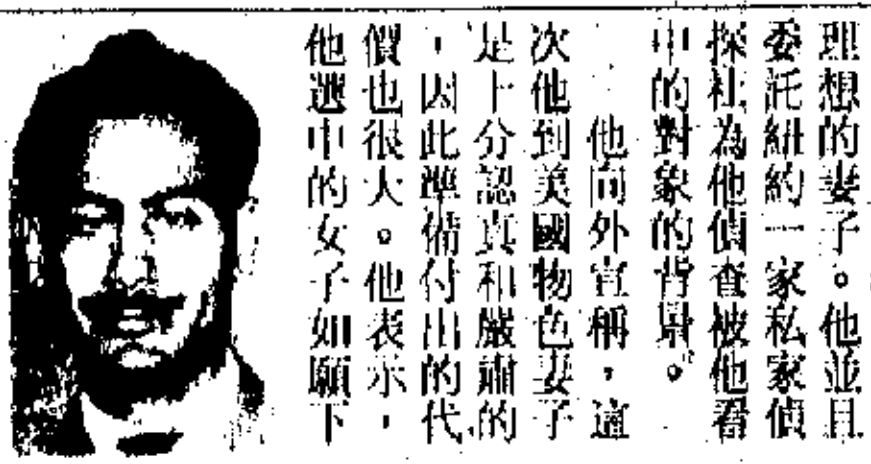 理想的妻子。他並且
委託紐約一家私家偵
探社為他偵查被他看
中的對象的背景。
他向外宣稱,這
次他到美國物色妻子
是十分認真和嚴肅的
,因此準備付出的代
價也很大。他表示,
他選中的女子如願下